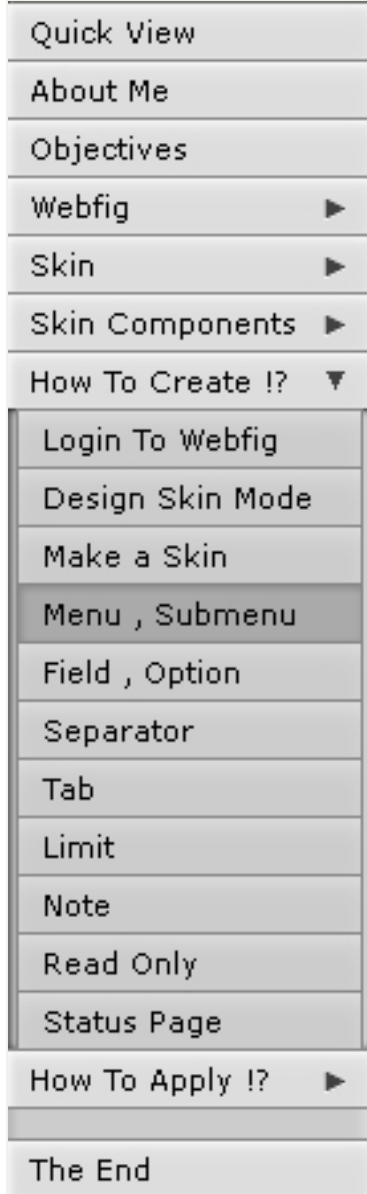 Quick View
About Me
Objectives
Webfig
Skin
Skin Components
How To Create !?
Login To Webfig
Design Skin Mode
Make a Skin
Menu , Submenu
Field , Option
Separator
Tab
Limit
Note
Read Only
Status Page
How To Apply !?
The End